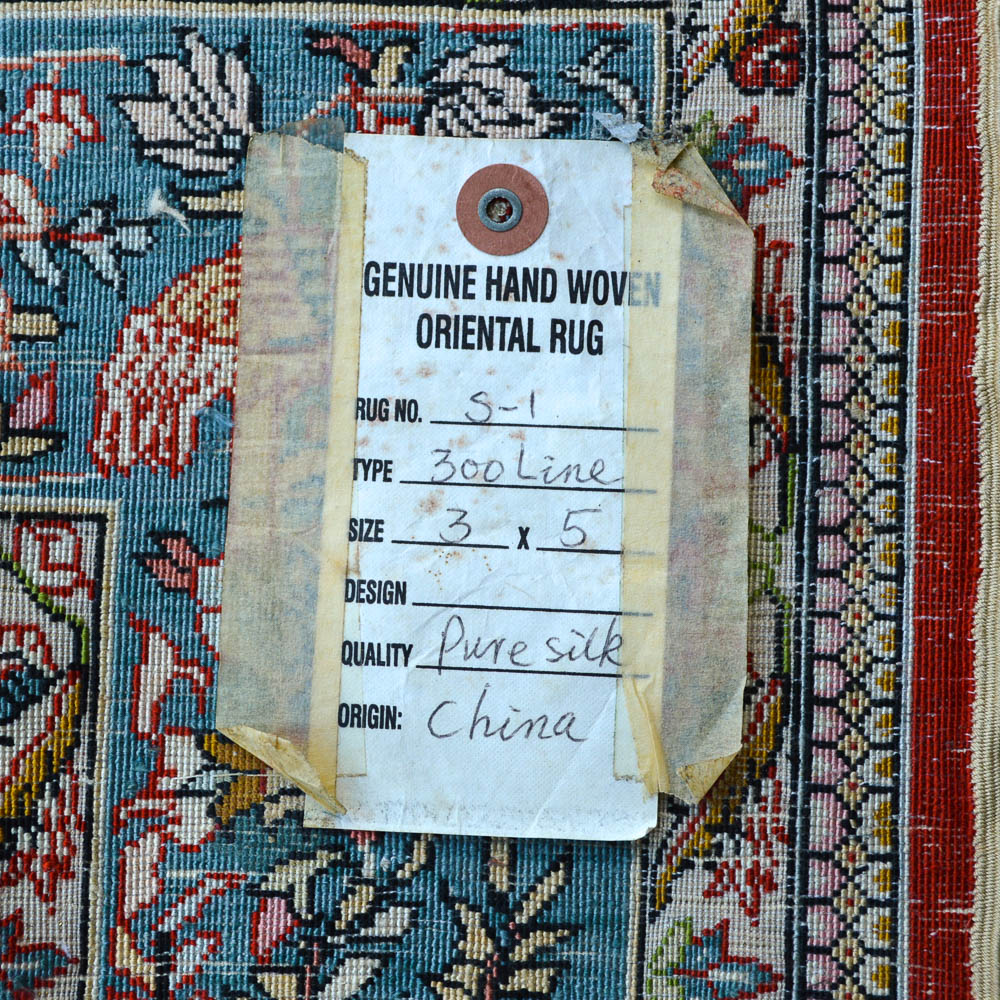 GENUINE HAND WOVEN
ORIENTAL RUG
RUG NO. S-1
TYPE 300 Line
SIZE 3 x 5
DESIGN
QUALITY Pure silk
ORIGIN: China